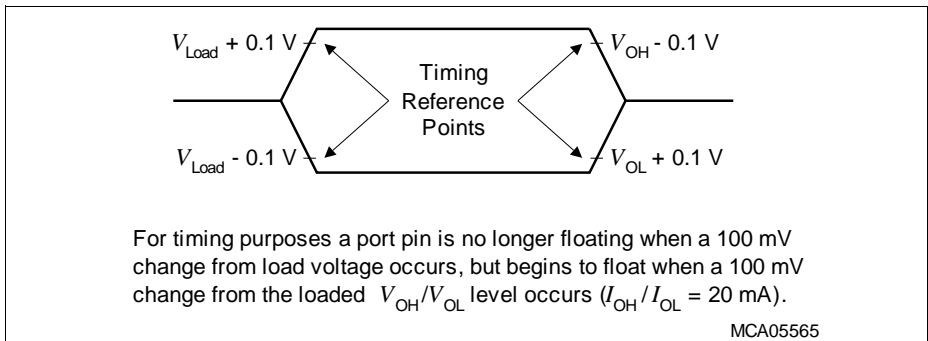 V_Load + 0.1 V
V_OH - 0.1 V
Timing
Reference
Points
V_Load - 0.1 V
V_OL + 0.1 V
For timing purposes a port pin is no longer floating when a 100 mV
change from load voltage occurs, but begins to float when a 100 mV
change from the loaded V_OH/V_OL level occurs (I_OH / I_OL = 20 mA).
MCA05565